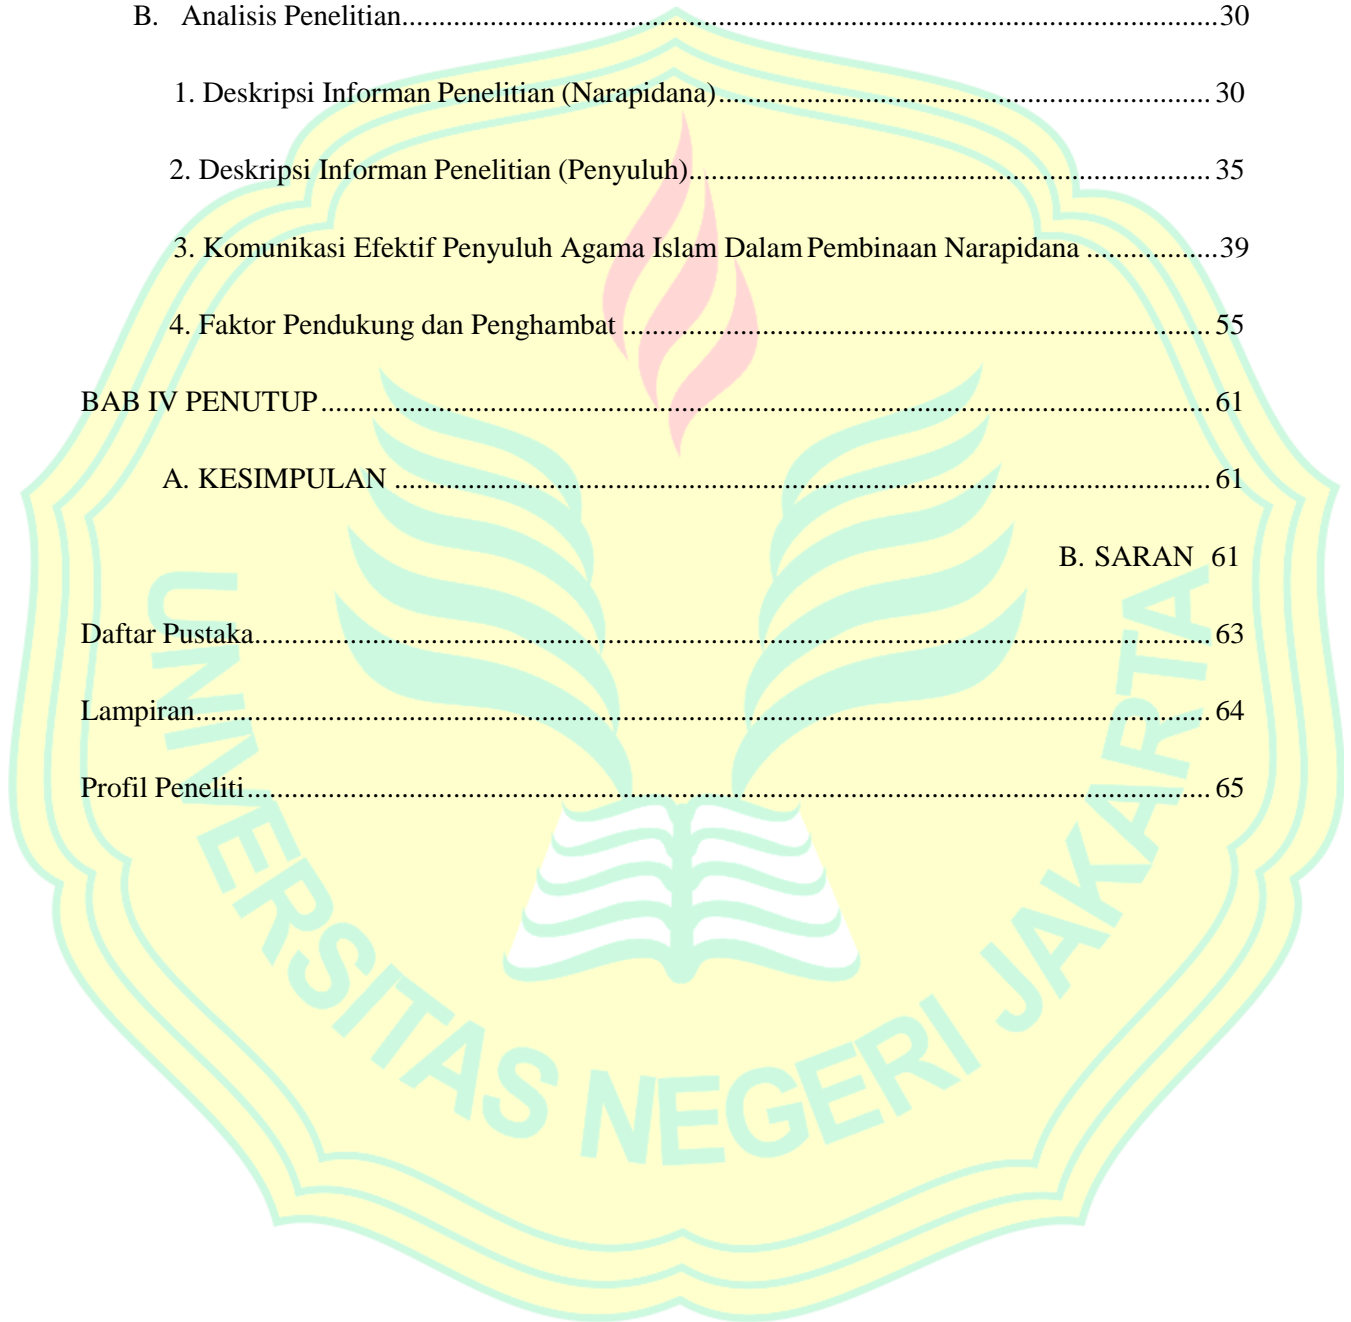 B. Analisis Penelitian....................................................................................30
1. Deskripsi Informan Penelitian (Narapidana)................................................... 30
2. Deskripsi Informan Penelitian (Penyuluh)..................................................... 35
3. Komunikasi Efektif Penyuluh Agama Islam Dalam Pembinaan Narapidana ..................39
4. Faktor Pendukung dan Penghambat ............................................................. 55
BAB IV PENUTUP ............................................................................................ 61
A. KESIMPULAN ............................................................................................ 61
B. SARAN 61
Daftar Pustaka.................................................................................................. 63
Lampiran........................................................................................................... 64
Profil Peneliti.................................................................................................... 65
UNIVERSITAS NEGERI JAKARTA